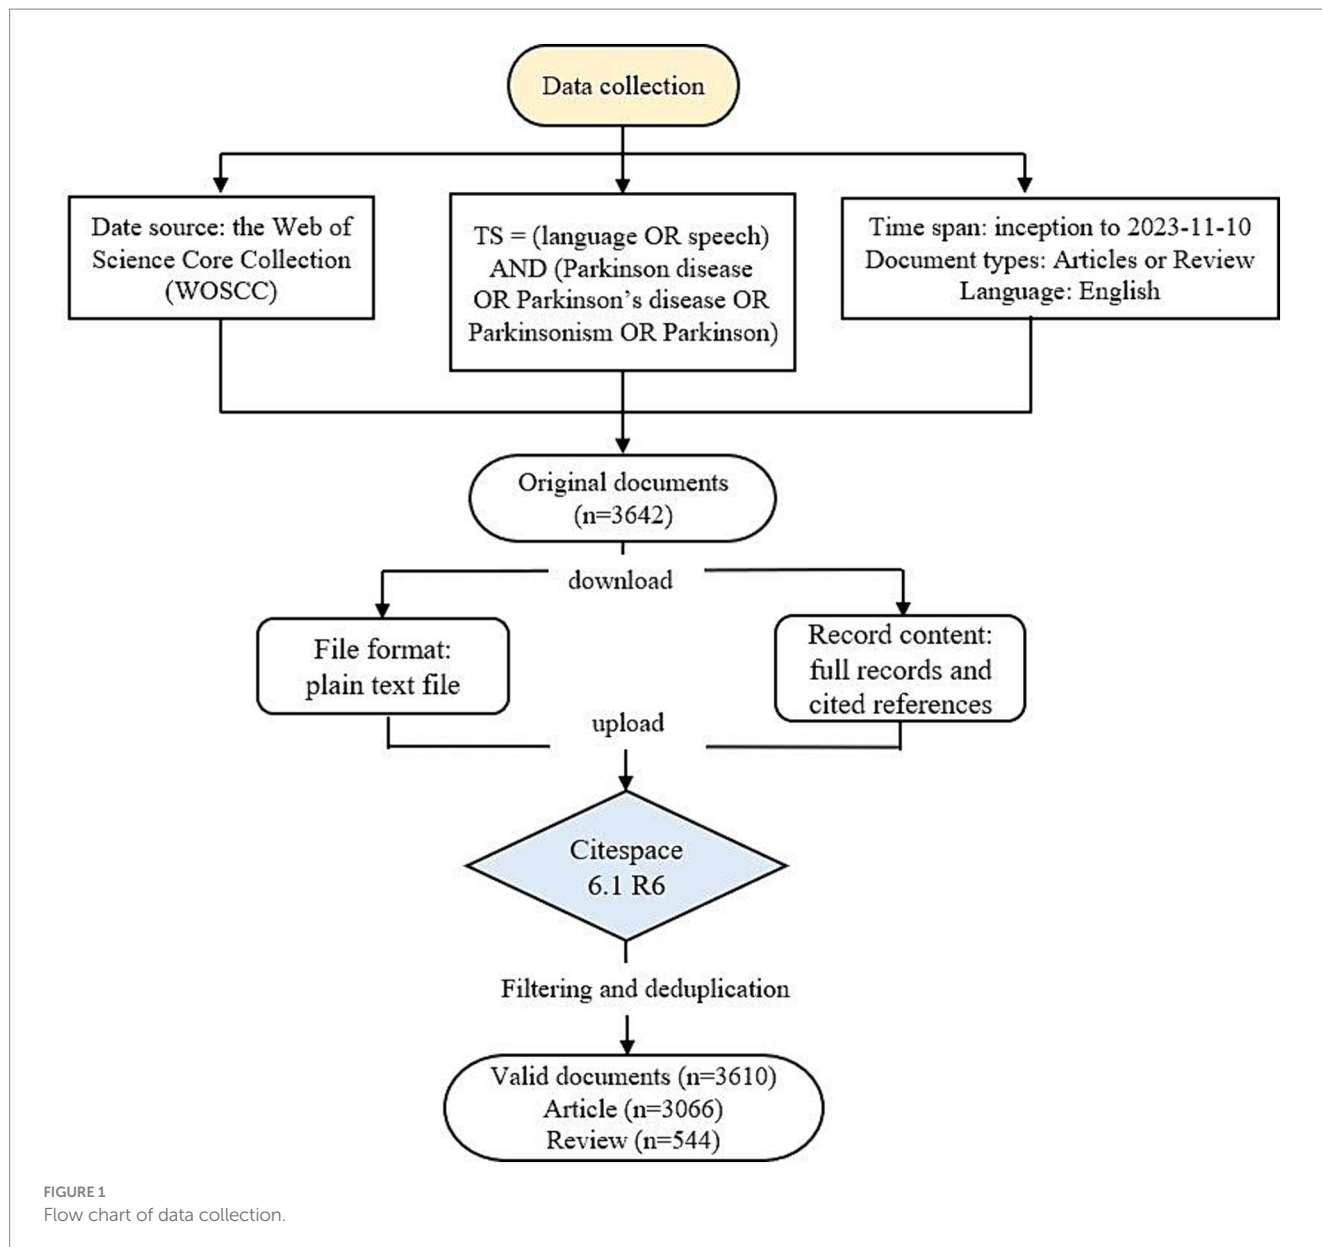 Data collection
Date source: the Web of
Science Core Collection
(WOSCC)
TS = (language OR speech)
AND (Parkinson disease
OR Parkinson’s disease OR
Parkinsonism OR Parkinson)
Time span: inception to 2023-11-10
Document types: Articles or Review
Language: English
Original documents
(n=3642)
download
File format:
plain text file
Record content:
full records and
cited references
upload
Citespace
6.1 R6
Filtering and deduplication
Valid documents (n=3610)
Article (n=3066)
Review (n=544)
FIGURE 1
Flow chart of data collection.